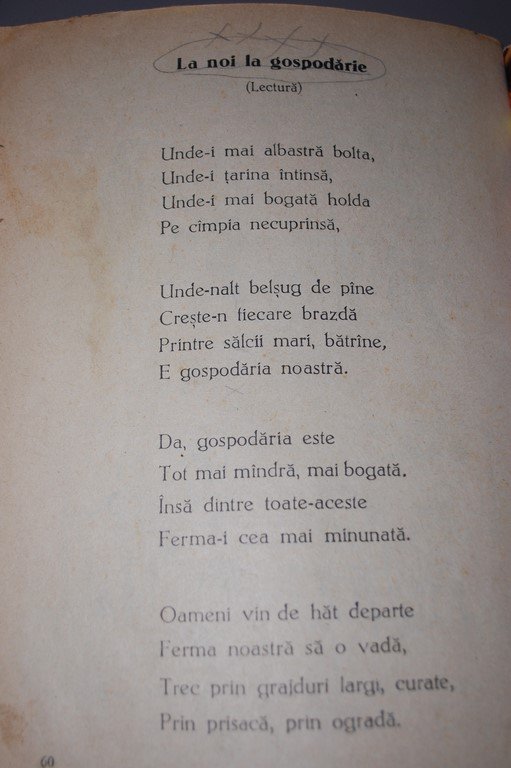 La noi la gospodărie
(Lectură)
Unde-i mai albastră bolta,
Unde-i țarina întinsă,
Unde-i mai bogată holda
Pe cîmpia necuprinsă,
Unde-nalt belșug de pîne
Crește-n fiecare brazdă
Printre sălcii mari, bătrîne,
E gospodăria noastră.
Da, gospodăria este
Tot mai mîndră, mai bogată.
Însă dintre toate-aceste
Ferma-i cea mai minunată.
Oameni vin de hăt departe
Ferma noastră să o vadă,
Trec prin grajduri largi, curate,
Prin prisacă, prin ogradă.
60